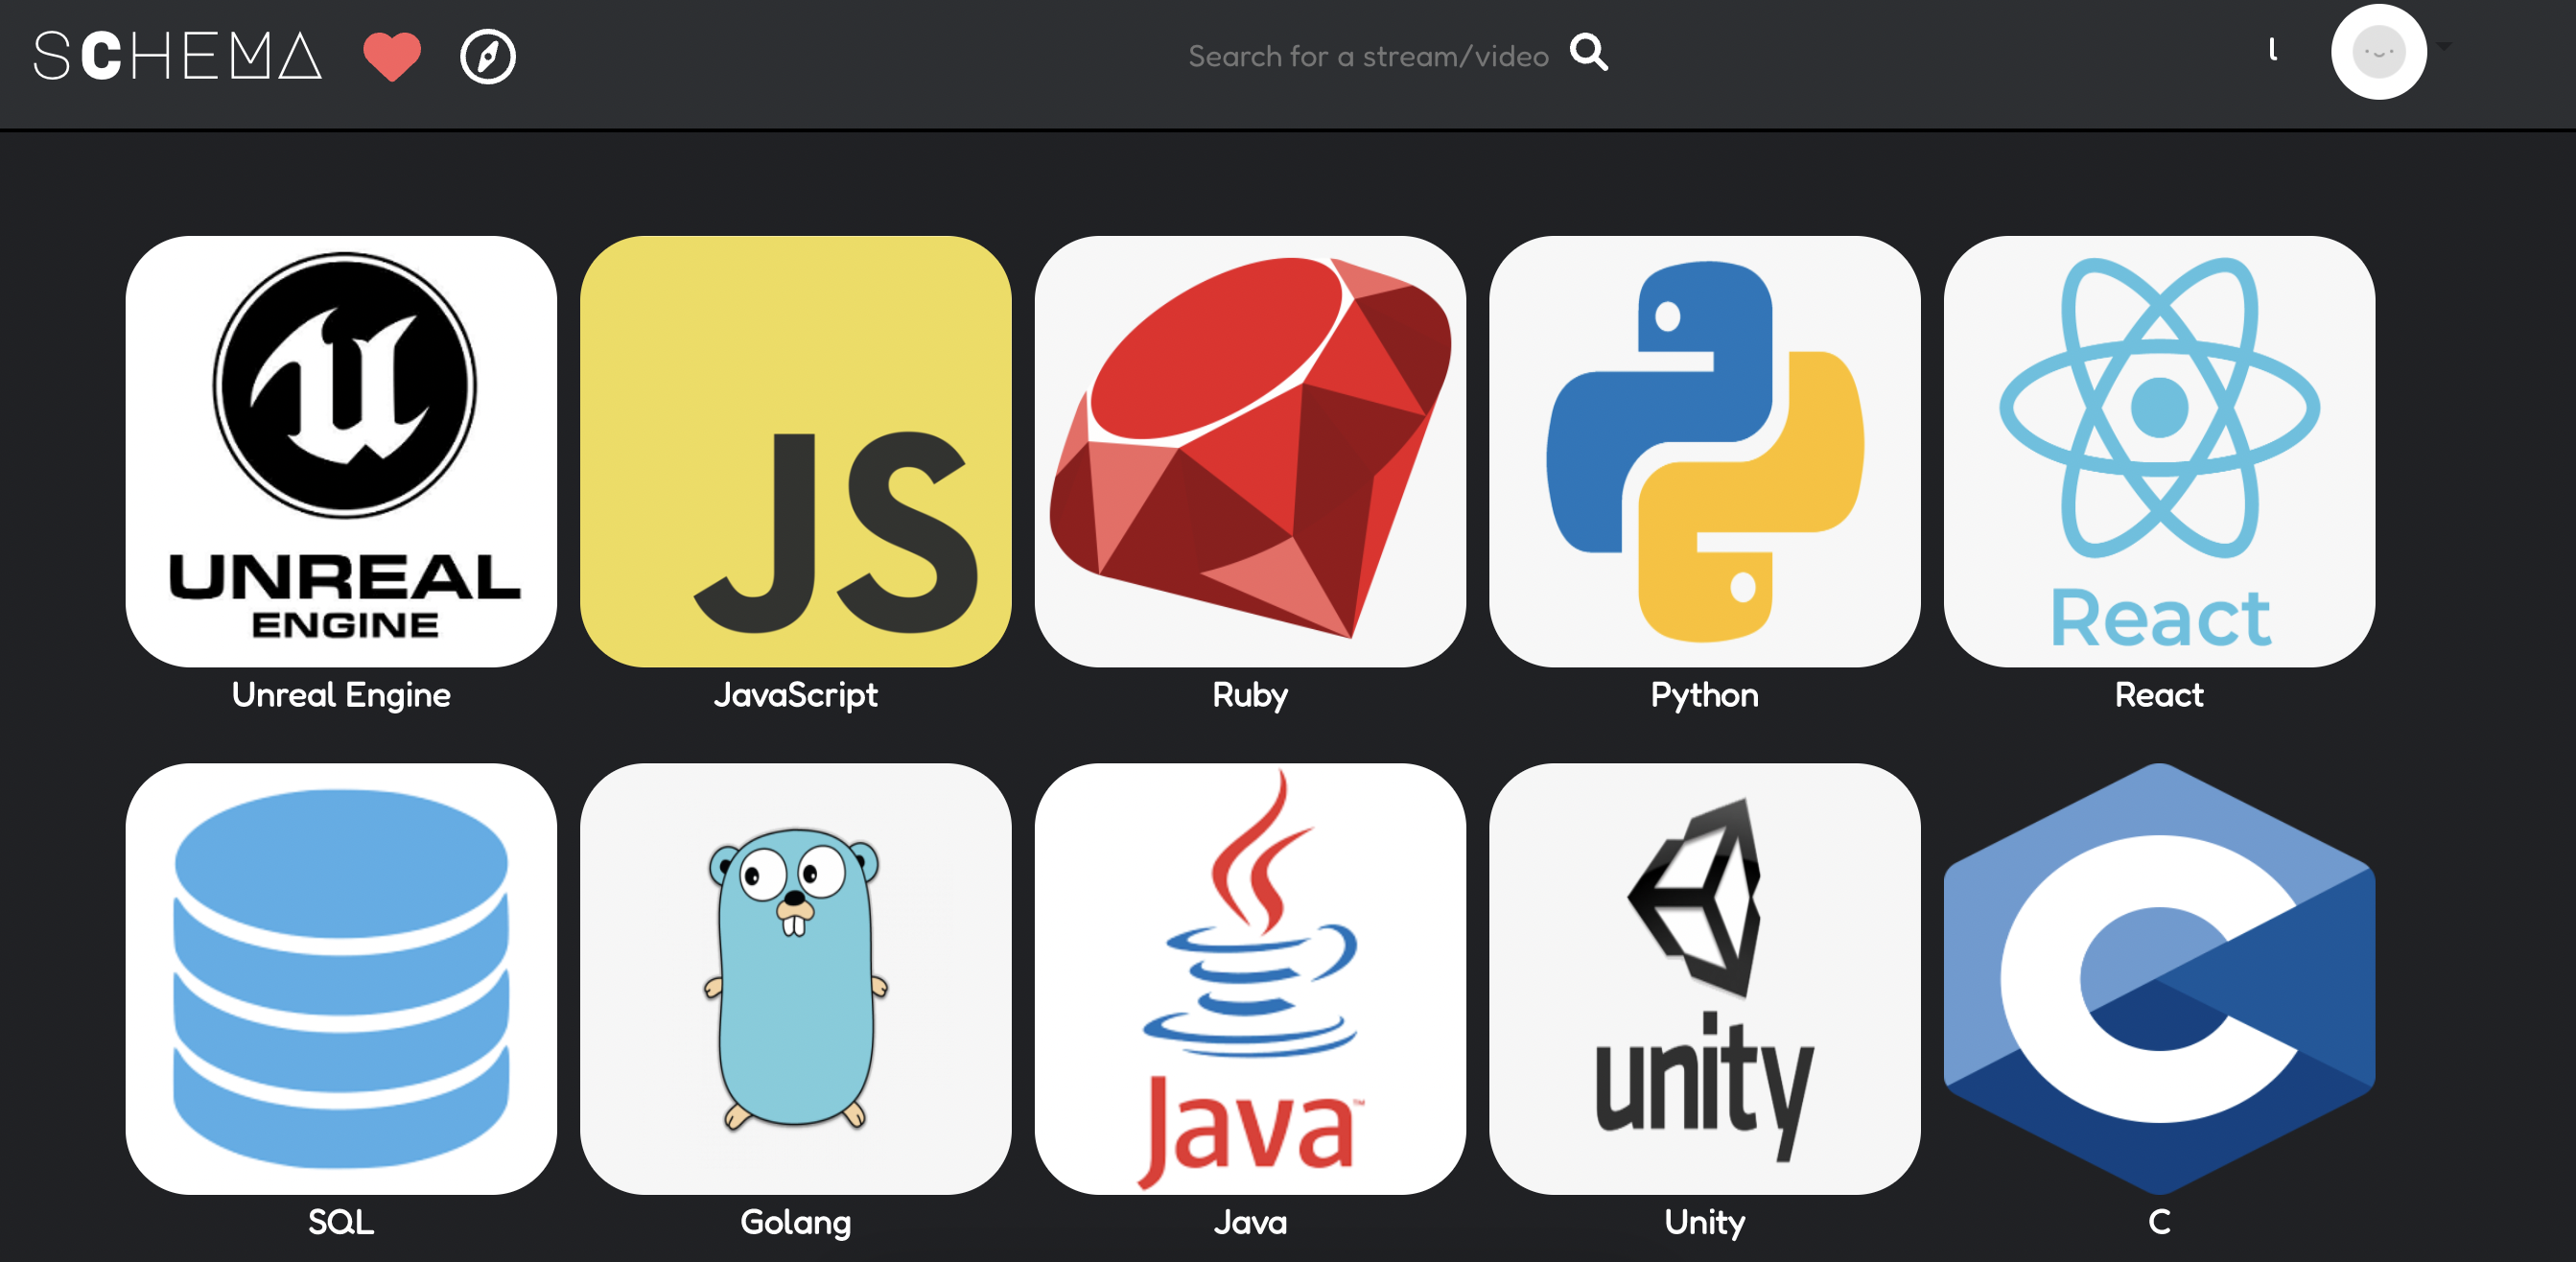 SCHEMA
Search for a stream/video
l
UNREAL
ENGINE
JS
React
Unreal Engine
JavaScript
Ruby
Python
React
Java™
unity
C
SQL
Golang
Java
Unity
C